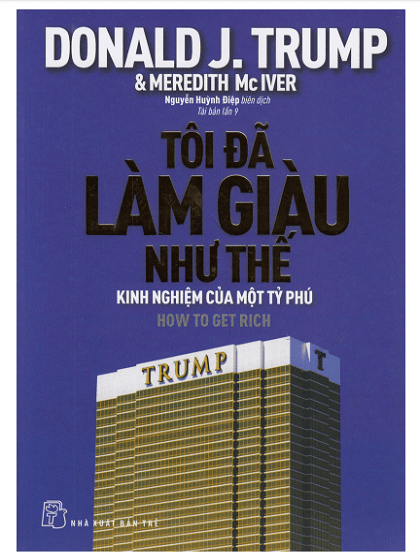 DONALD J. TRUMP
& MEREDITH Mc IVER
Nguyễn Huỳnh Điệp biên dịch
Tái bản lần 9
TÔI ĐÃ
LÀM GIÀU
NHƯ THẾ
KINH NGHIỆM CỦA MỘT TỶ PHÚ
HOW TO GET RICH
TRUMP
T
NHÀ XUẤT BẢN TRẺ